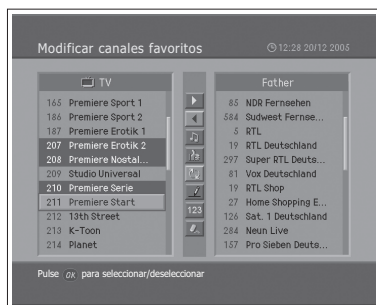 Modificar canales favoritos
12:28 20/12 2005
TV
165 Premiere Sport 1
186 Premiere Sport 2
187 Premiere Erotik 1
207 Premiere Erotik 2
208 Premiere Nostal...
209 Studio Universal
210 Premiere Serie
211 Premiere Start
212 13th Street
213 K-Toon
214 Planet
123
Father
85 NDR Fernsehen
584 Sudwest Fernse...
5 RTL
19 RTL Deutschland
297 Super RTL Deuts...
81 Vox Deutschland
19 RTL Shop
27 Home Shopping E...
126 Sat. 1 Deutschland
284 Neun Live
157 Pro Sieben Deuts...
Pulse OK para seleccionar/deseleccionar